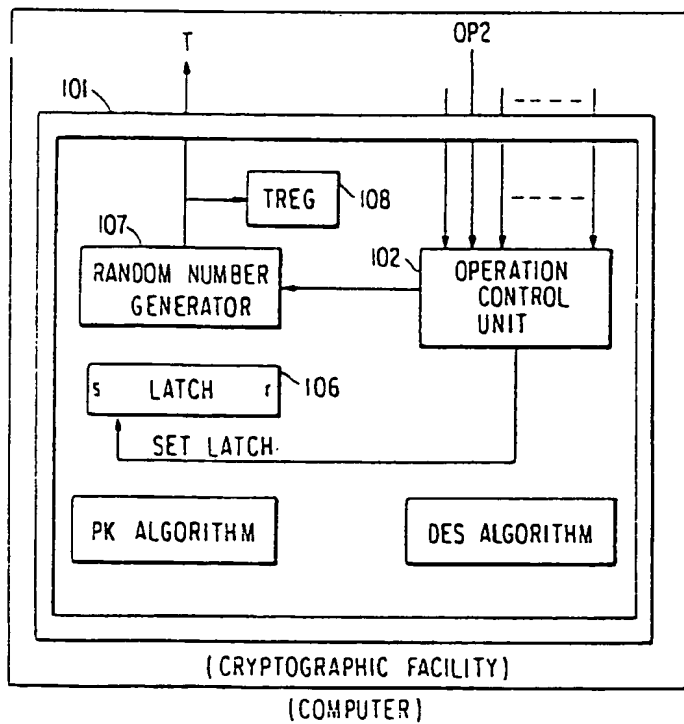 T
OP2
101
TREG
108
107
102
RANDOM NUMBER
GENERATOR
OPERATION
CONTROL
UNIT
s LATCH r
106
SET LATCH
PK ALGORITHM
DES ALGORITHM
(CRYPTOGRAPHIC FACILITY)
(COMPUTER)